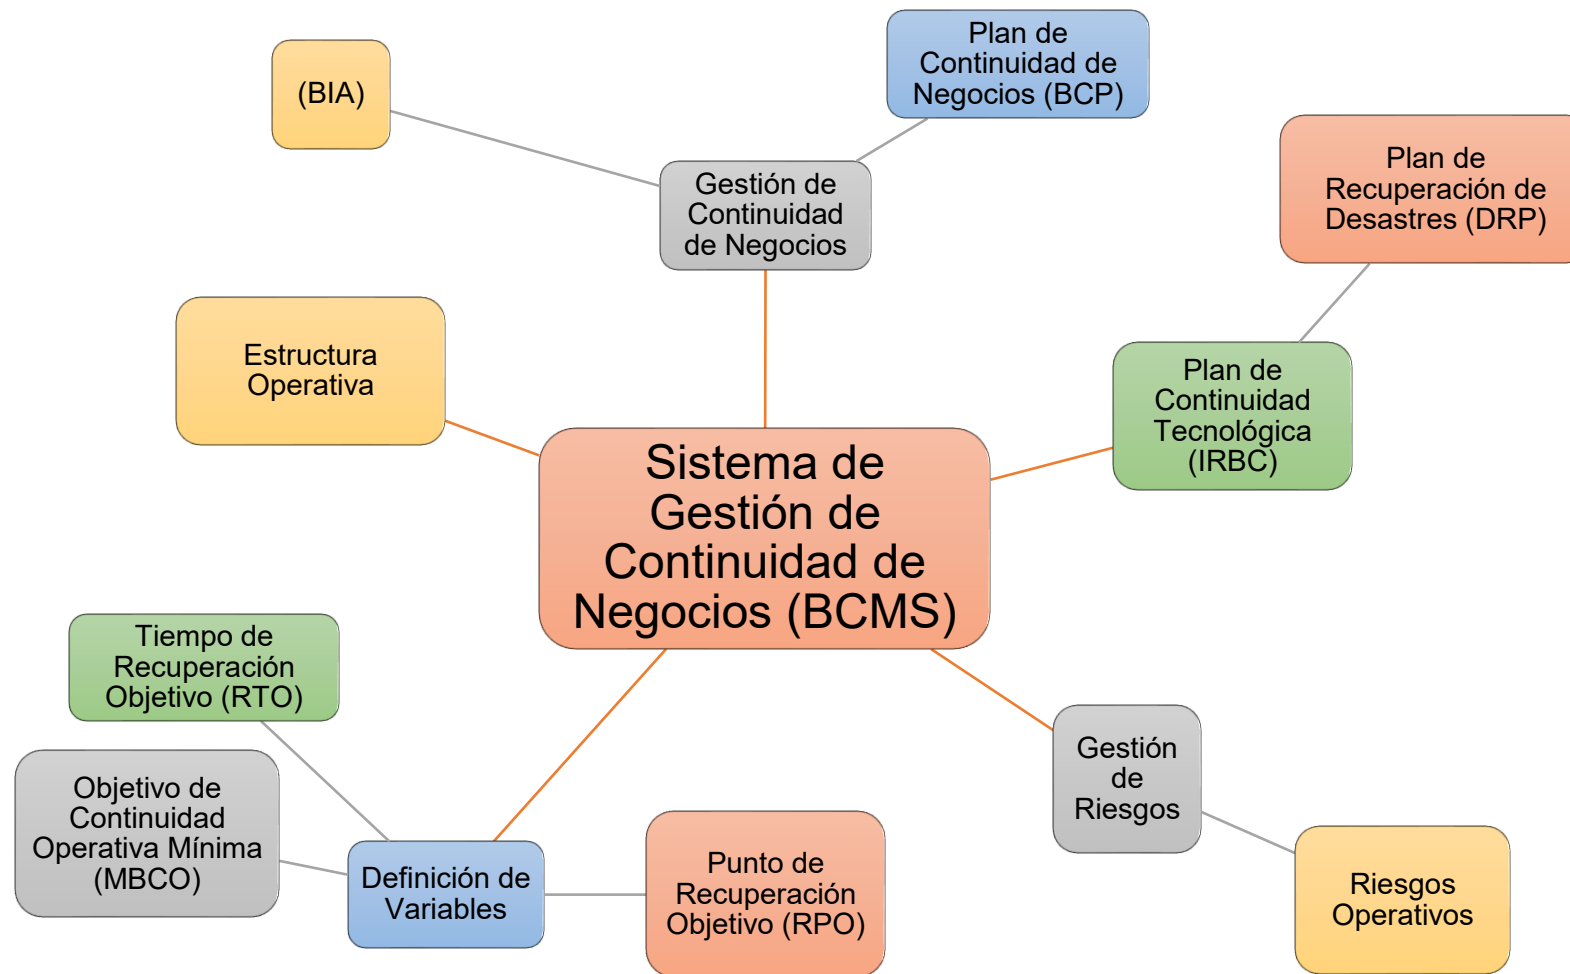 (BIA)
Plan de
Continuidad de
Negocios (BCP)
Gestión de
Continuidad
de Negocios
Plan de
Recuperación de
Desastres (DRP)
Estructura
Operativa
Plan de
Continuidad
Tecnológica
(IRBC)
Sistema de
Gestión de
Continuidad de
Negocios (BCMS)
Tiempo de
Recuperación
Objetivo (RTO)
Objetivo de
Continuidad
Operativa Mínima
(MBCO)
Definición de
Variables
Punto de
Recuperación
Objetivo (RPO)
Gestión
de
Riesgos
Riesgos
Operativos